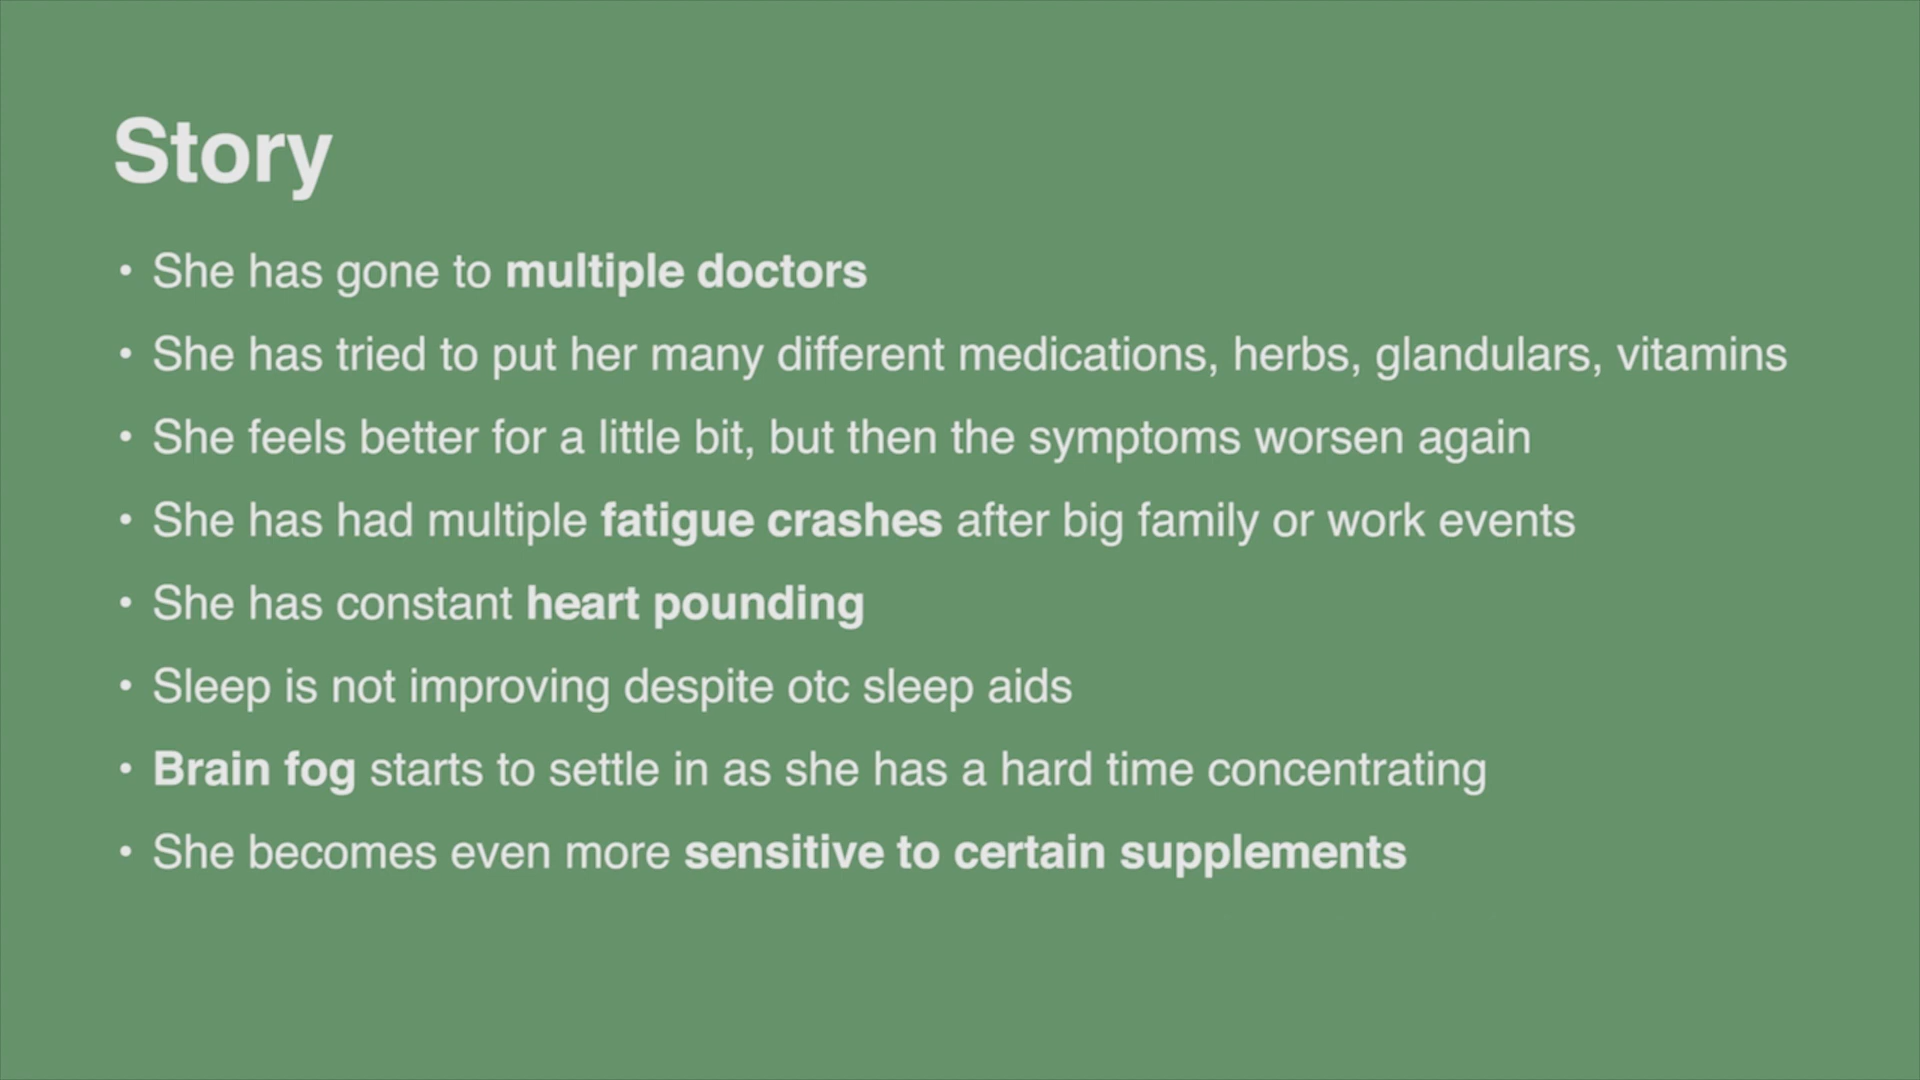 Story
• She has gone to multiple doctors
• She has tried to put her many different medications, herbs, glandulars, vitamins
• She feels better for a little bit, but then the symptoms worsen again
• She has had multiple fatigue crashes after big family or work events
• She has constant heart pounding
• Sleep is not improving despite otc sleep aids
• Brain fog starts to settle in as she has a hard time concentrating
• She becomes even more sensitive to certain supplements